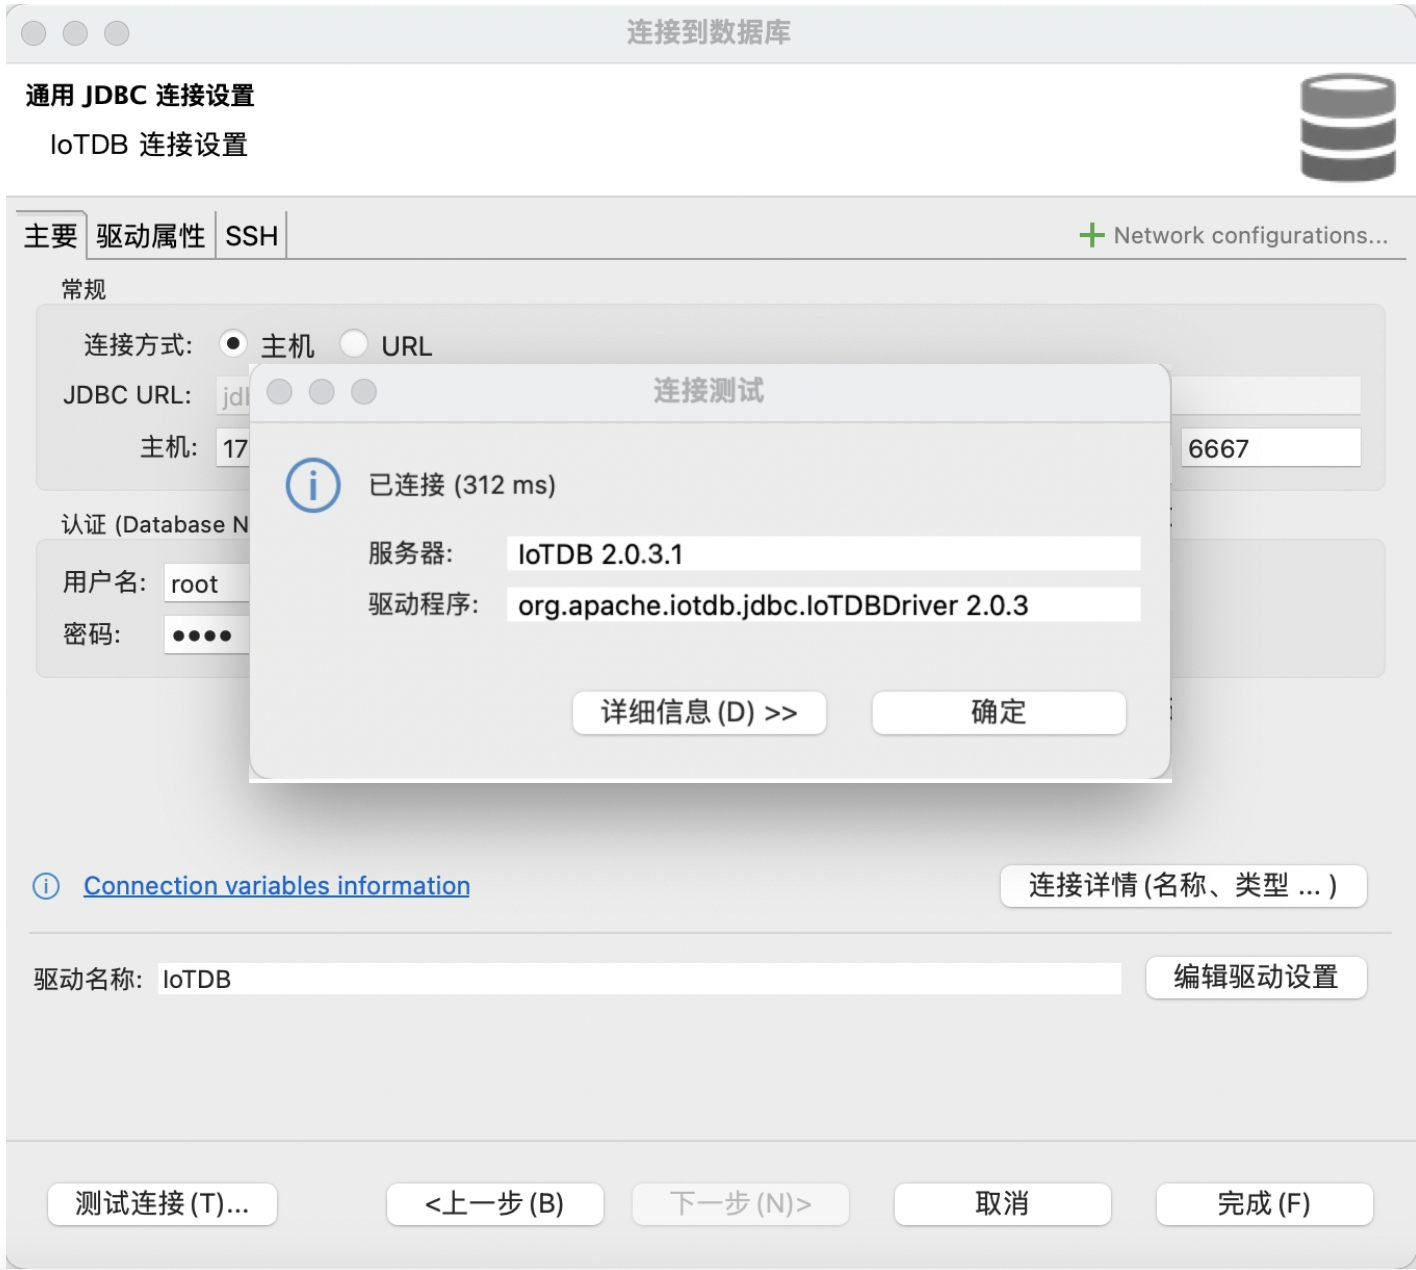 连接到数据库
通用 JDBC 连接设置
IoTDB 连接设置
主要 驱动属性 SSH
Network configurations...
常规
连接方式: 主机 URL
JDBC URL:
主机: 17 6667
认证 (Database N
用户名: root
密码: ••••
连接测试
已连接 (312 ms)
服务器: IoTDB 2.0.3.1
驱动程序: org.apache.iotdb.jdbc.IoTDBDriver 2.0.3
详细信息(D) >> 确定
Connection variables information
连接详情(名称、类型 ... )
驱动名称: IoTDB
编辑驱动设置
测试连接(T)... <上一步(B) 下一步(N)> 取消 完成(F)